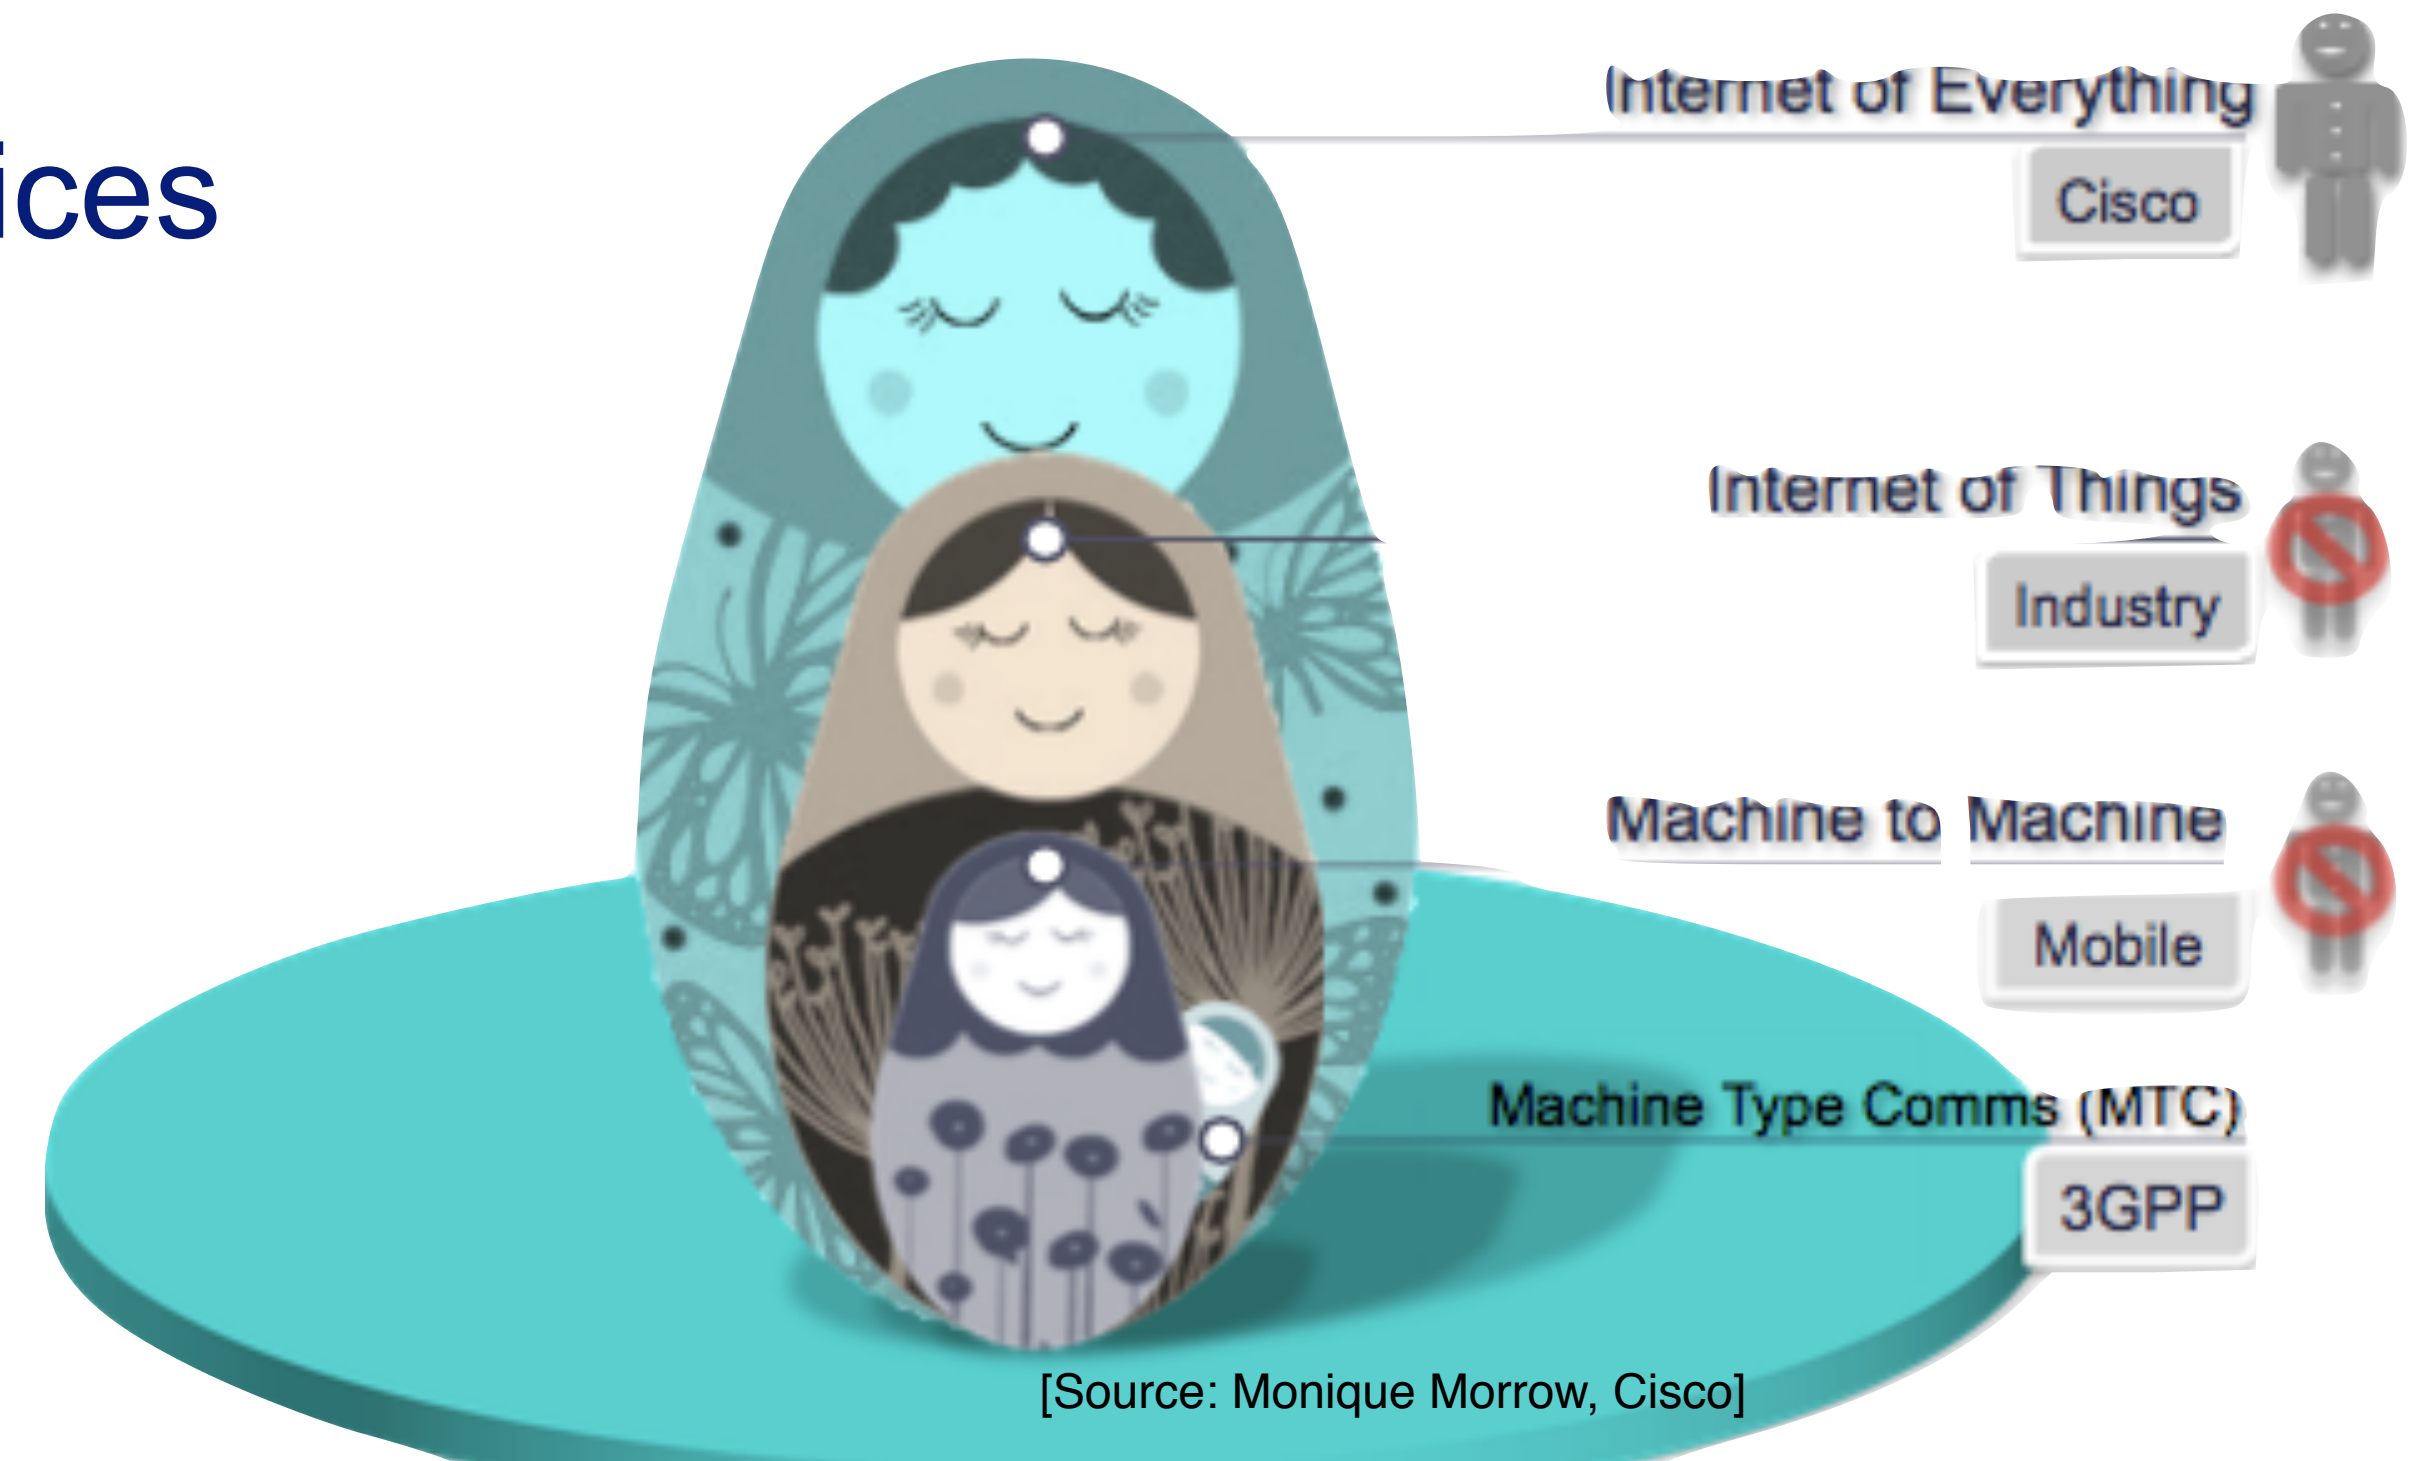 ices
Internet of Everything
Cisco
Internet of Things
Industry
Machine to Machine
Mobile
Machine Type Comms (MTC)
3GPP
[Source: Monique Morrow, Cisco]